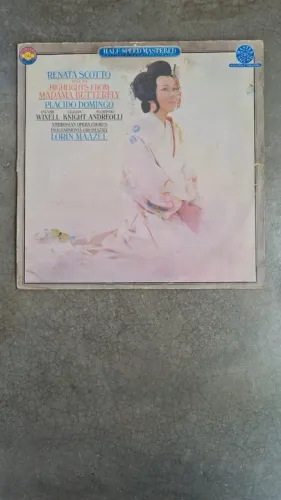 HALF-SPEED MASTERED
RENATA SCOTTO
HIGHLIGHTS FROM
MADAMA BUTTERFLY
PLACIDO DOMINGO
WIXELL KNIGHT ANDREOLLI
AMBROSIAN OPERA CHORUS
PHILHARMONIA ORCHESTRA
LORIN MAAZEL